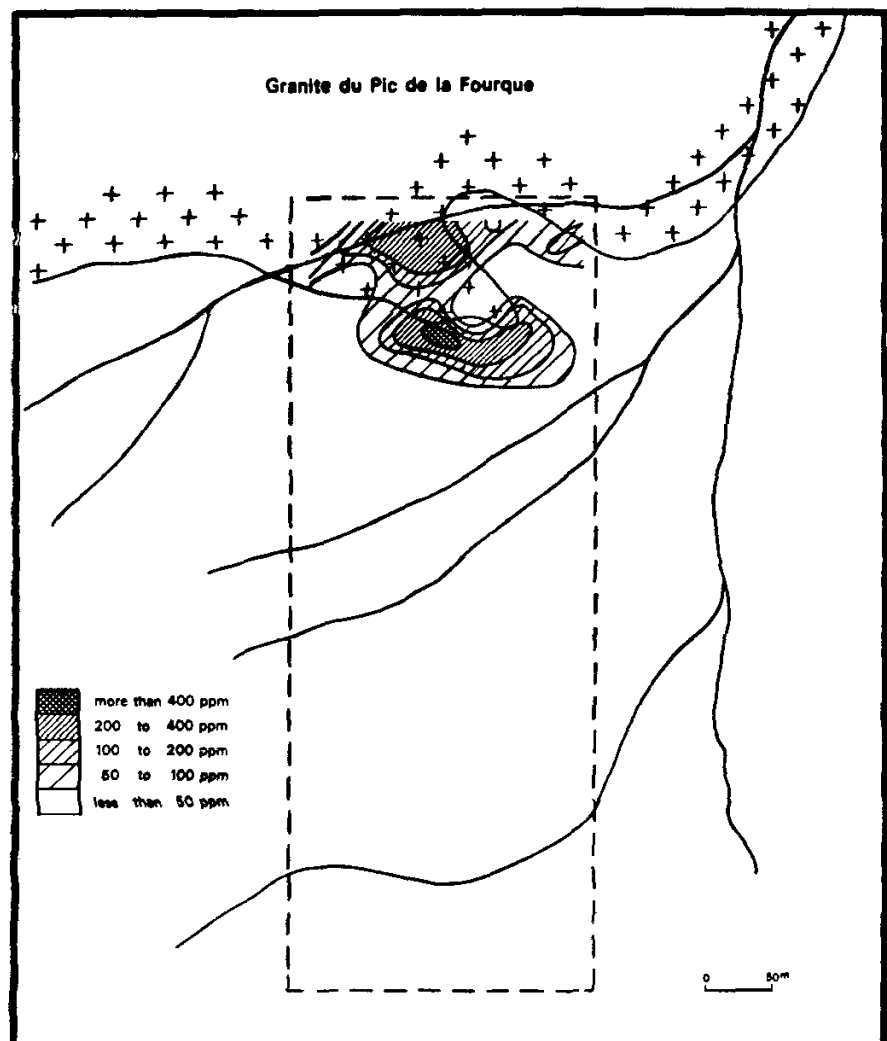 Granite du Pic de la Fourque
more than 400 ppm
200 to 400 ppm
100 to 200 ppm
50 to 100 ppm
less than 50 ppm
0 50m